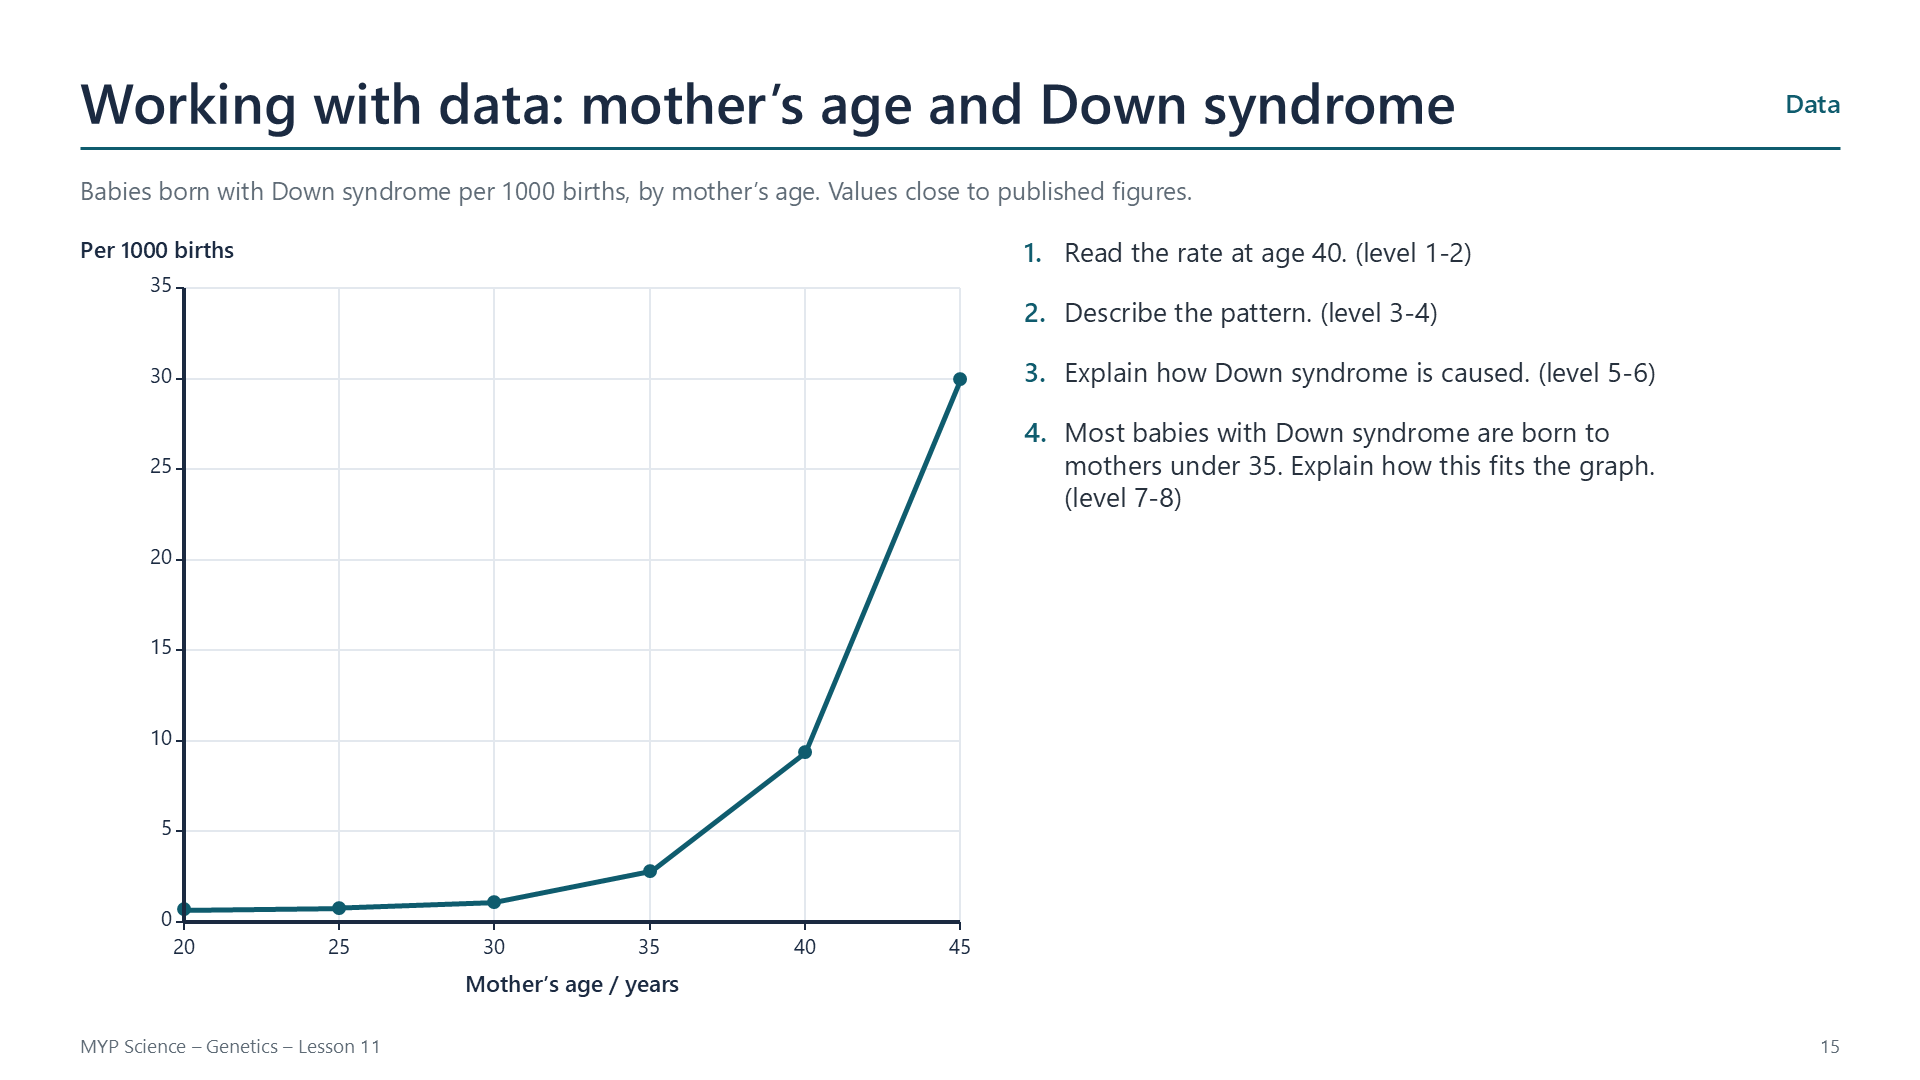 Working with data: mother’s age and Down syndrome
Data
Babies born with Down syndrome per 1000 births, by mother’s age. Values close to published figures.
Per 1000 births
35
30
25
20
15
10
5
0
20 25 30 35 40 45
Mother’s age / years
1. Read the rate at age 40. (level 1-2)
2. Describe the pattern. (level 3-4)
3. Explain how Down syndrome is caused. (level 5-6)
4. Most babies with Down syndrome are born to
mothers under 35. Explain how this fits the graph.
(level 7-8)
MYP Science – Genetics – Lesson 11
15